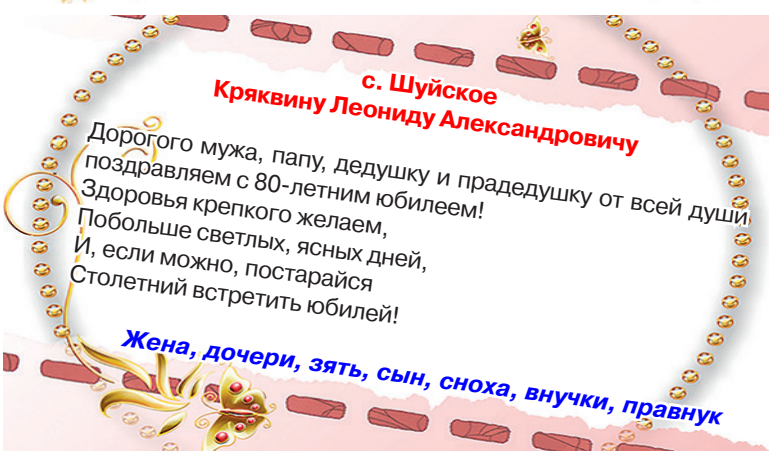 с. Шуйское
Кряквину Леониду Александровичу
Дорогого мужа, папу, дедушку и прадедушку от всей души
поздравляем с 80-летним юбилеем!
Здоровья крепкого желаем,
Побольше светлых, ясных дней,
И, если можно, постарайся
Столетний встретить юбилей!
Жена, дочери, зять, сын, сноха, внучки, правнук